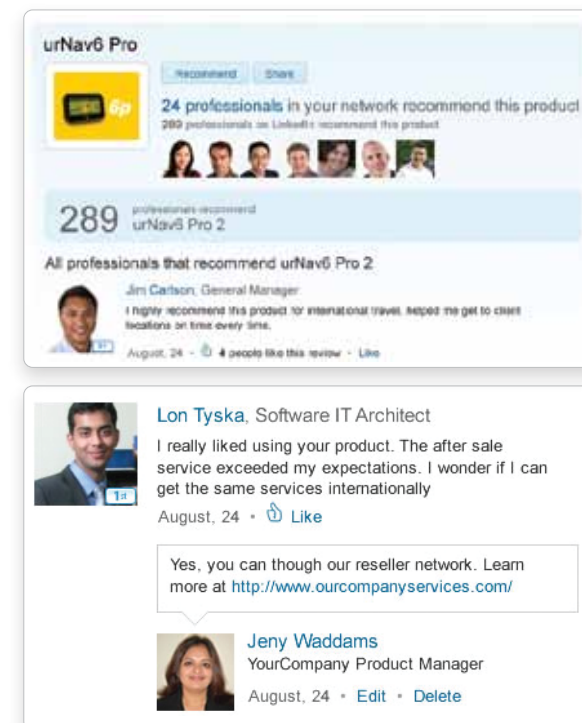 urNav6 Pro
6p
Recommend Share
24 professionals in your network recommend this product
289 professionals on LinkedIn recommend this product
289 professionals recommend
urNav6 Pro 2
All professionals that recommend urNav6 Pro 2
Jim Carlson, General Manager
I highly recommend this product for international travel, helped me get to client
locations on time every time.
August, 24 • 4 people like this review • Like
Lon Tyska, Software IT Architect
I really liked using your product. The after sale
service exceeded my expectations. I wonder if I can
get the same services internationally
1st
August, 24 • Like
Yes, you can though our reseller network. Learn
more at http://www.ourcompanyservices.com/
Jeny Waddams
YourCompany Product Manager
August, 24 • Edit • Delete